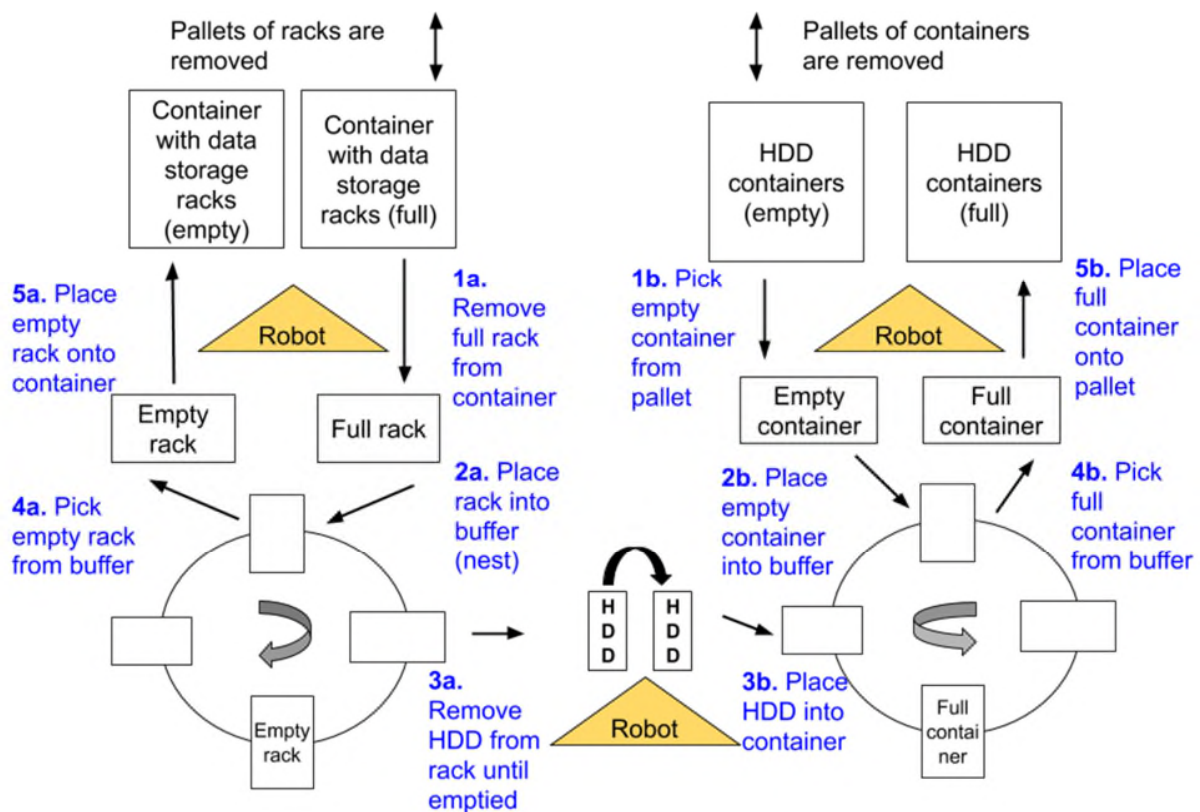 Pallets of racks are
removed
Pallets of containers
are removed
Container
with data
storage
racks
(empty)
Container
with data
storage
racks (full)
HDD
containers
(empty)
HDD
containers
(full)
5a. Place
empty
rack onto
container
Robot
1a.
Remove
full rack
from
container
1b. Pick
empty
container
from
pallet
Robot
5b. Place
full
container
onto
pallet
Empty
rack
Full rack
Empty
container
Full
container
4a. Pick
empty rack
from buffer
2a. Place
rack into
buffer
(nest)
2b. Place
empty
container
into buffer
4b. Pick
full
container
from buffer
H
D
D
H
D
D
3a.
Remove
HDD from
rack until
emptied
Robot
3b. Place
HDD into
container
Empty
rack
Full
contai
ner